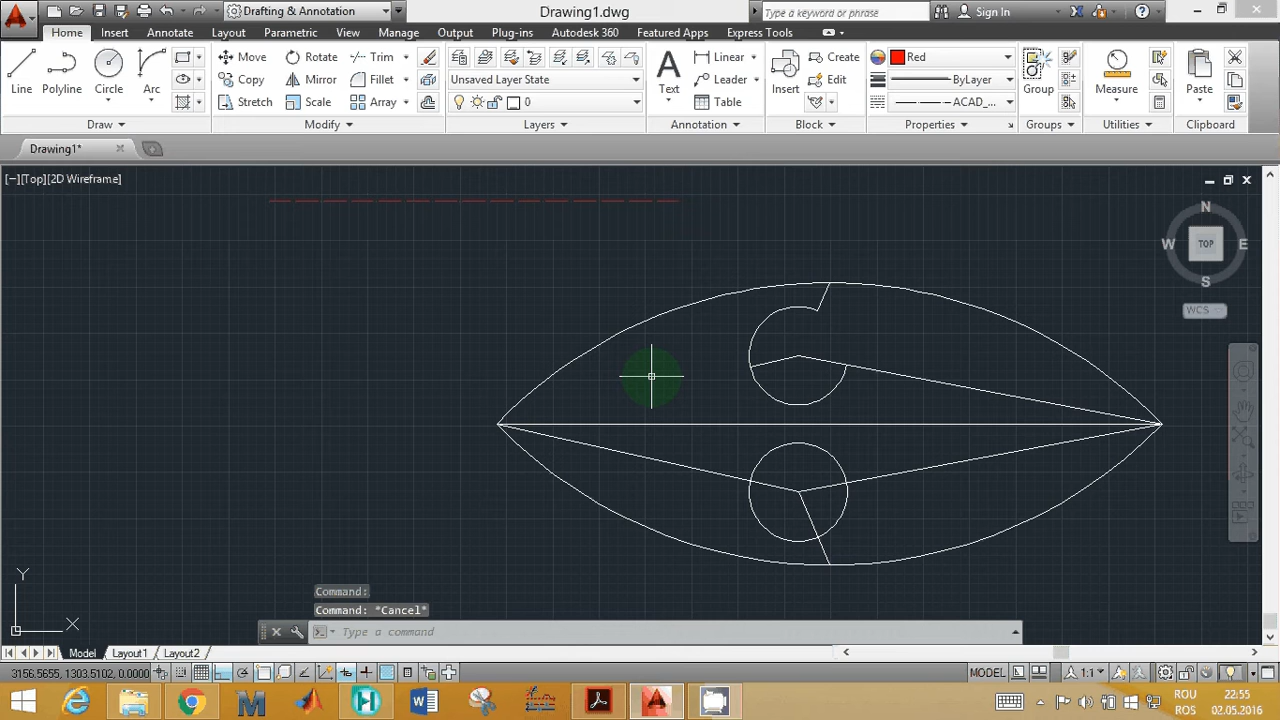 Drafting & Annotation
Drawing1.dwg
Type a keyword or phrase
Sign In
Home Insert Annotate Layout Parametric View Manage Output Plug-ins Autodesk 360 Featured Apps Express Tools
Line Polyline Circle Arc
Draw
Move Rotate Trim
Copy Mirror Fillet
Stretch Scale Array
Modify
Unsaved Layer State
0
Layers
Text
Linear
Leader
Table
Annotation
Insert
Create
Edit
Block
Red
ByLayer
ACAD_...
Properties
Group
Groups
Measure
Utilities
Paste
Clipboard
Drawing1*
[−][Top][2D Wireframe]
N
W TOP E
S
WCS
Y
X
Command:
Command: *Cancel*
Type a command
Model Layout1 Layout2
3156.5655, 1053.5102, 0.0000
MODEL
1:1
ROU
ROS
22:55
02.05.2016